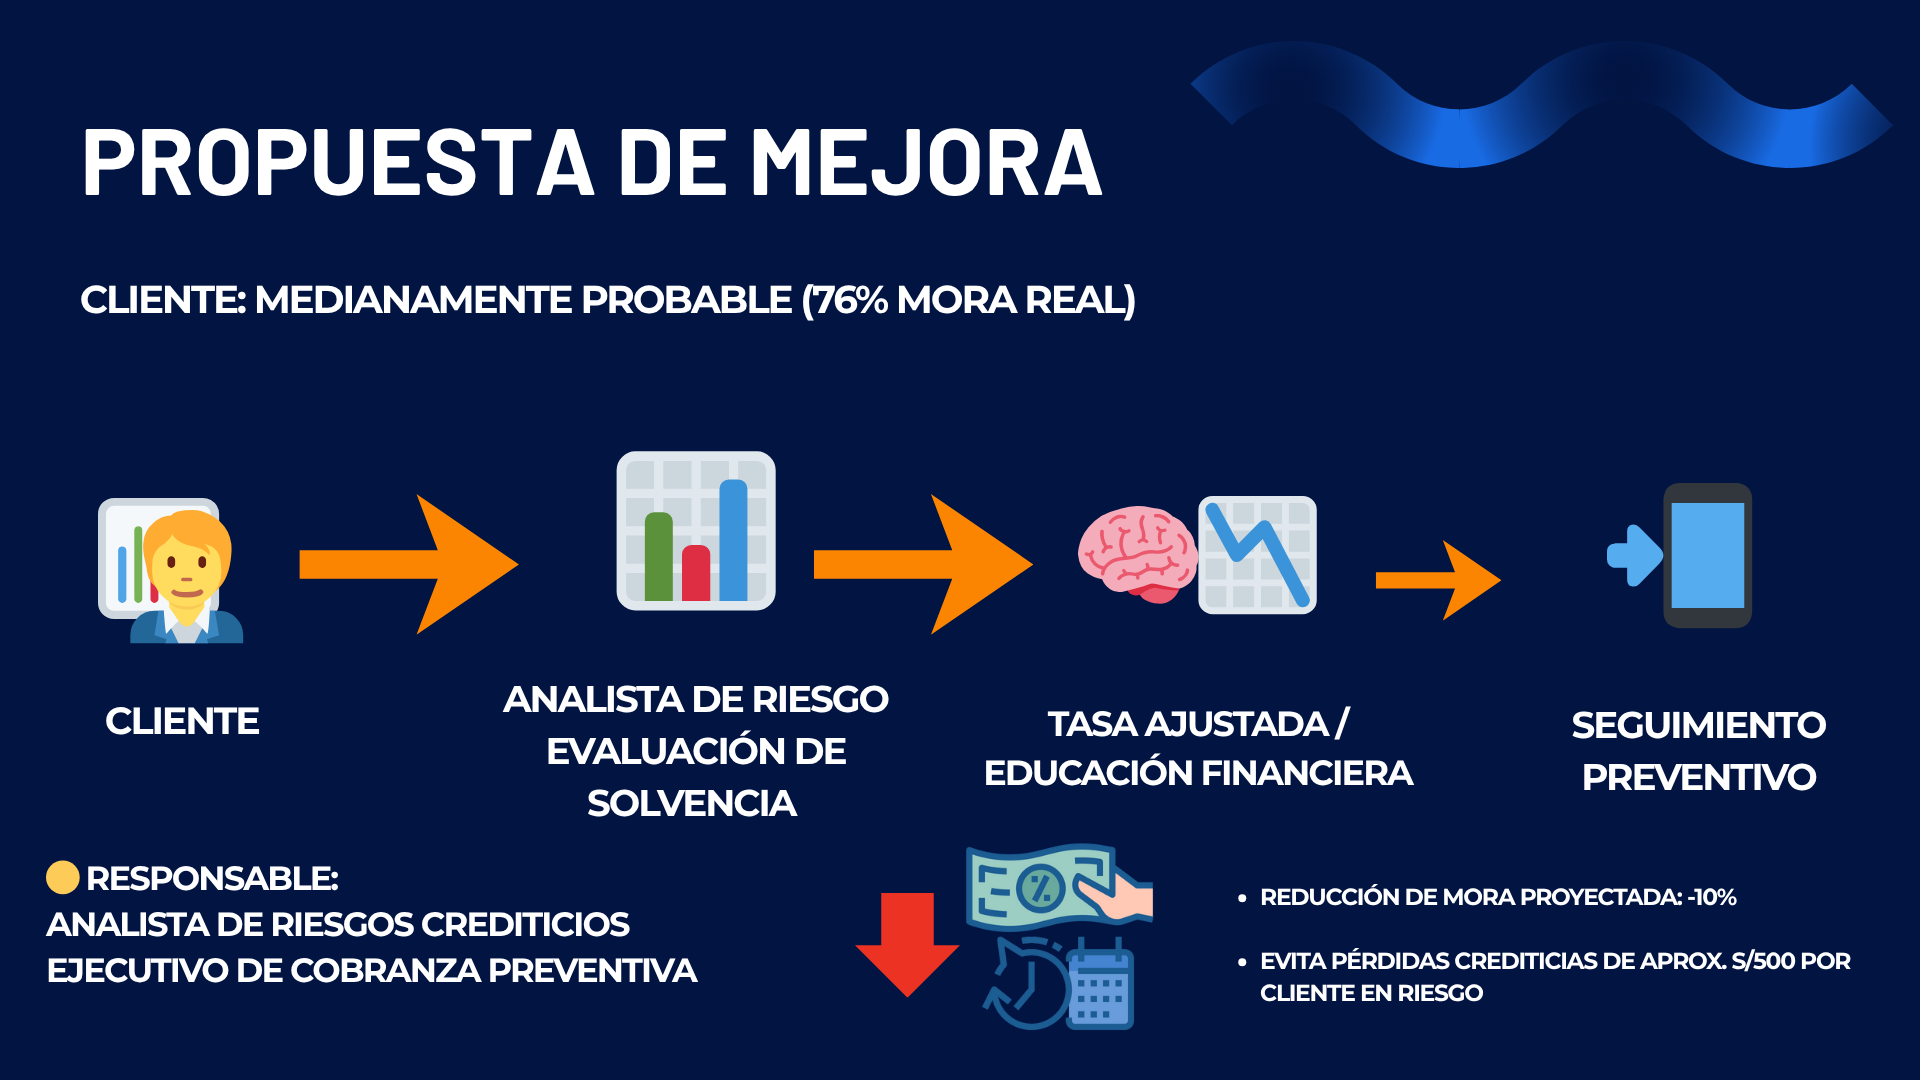 PROPUESTA DE MEJORA
CLIENTE: MEDIANAMENTE PROBABLE (76% MORA REAL)
CLIENTE
ANALISTA DE RIESGO
EVALUACIÓN DE
SOLVENCIA
TASA AJUSTADA /
EDUCACIÓN FINANCIERA
SEGUIMIENTO
PREVENTIVO
RESPONSABLE:
ANALISTA DE RIESGOS CREDITICIOS
EJECUTIVO DE COBRANZA PREVENTIVA
• REDUCCIÓN DE MORA PROYECTADA: -10%
• EVITA PÉRDIDAS CREDITICIAS DE APROX. S/500 POR
CLIENTE EN RIESGO